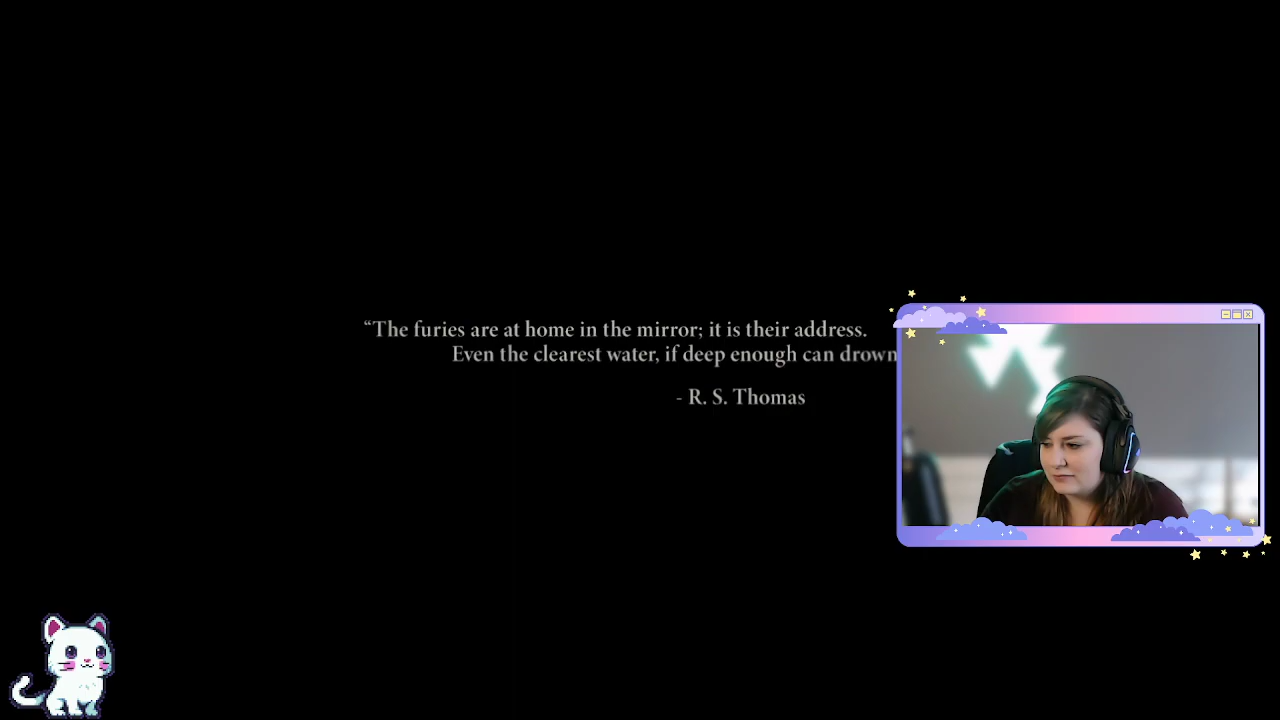 “The furies are at home in the mirror; it is their address.
Even the clearest water, if deep enough can drown
- R. S. Thomas